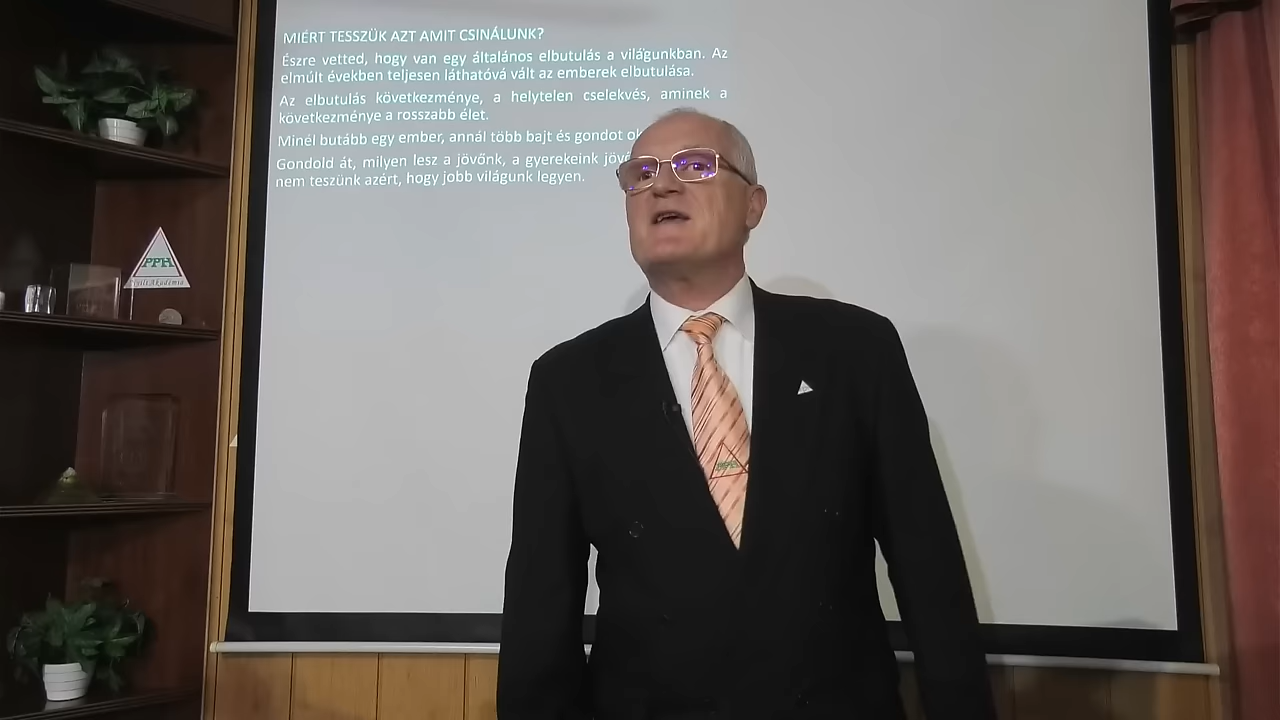 MIÉRT TESSZÜK AZT AMIT CSINÁLUNK?
Észre vetted, hogy van egy általános elbutulás a világunkban. Az
elmúlt években teljesen láthatóvá vált az emberek elbutulása.
Az elbutulás következménye, a helytelen cselekvés, aminek a
következménye a rosszabb élet.
Minél butább egy ember, annál több bajt és gondot
Gondold át, milyen lesz a jövőnk, a gyerekeink
nem teszünk azért, hogy jobb világunk legyen.
PPH
Akadémia
PPH